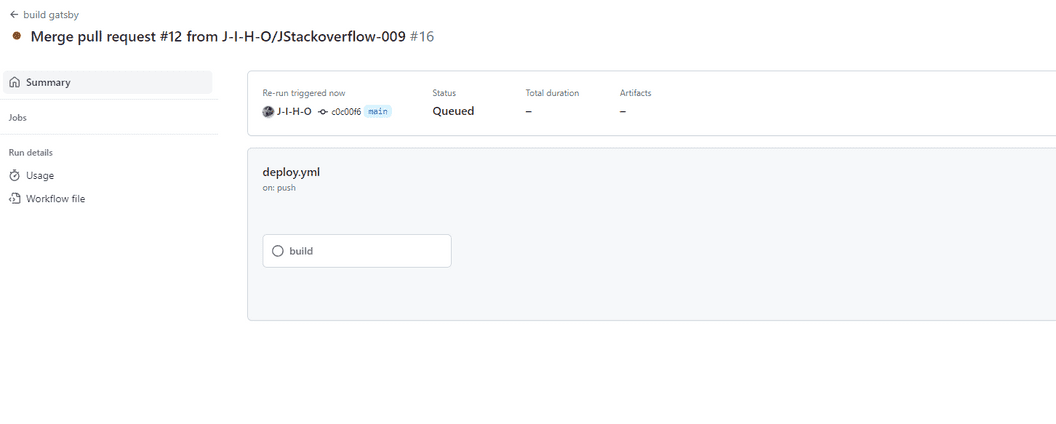 build gatsby
Merge pull request #12 from J-I-H-O/JStackoverflow-009 #16
Summary
Jobs
Run details
Usage
Workflow file
Re-run triggered now
J-I-H-O c0c00f6 main
Status
Queued
Total duration
–
Artifacts
–
deploy.yml
on: push
build